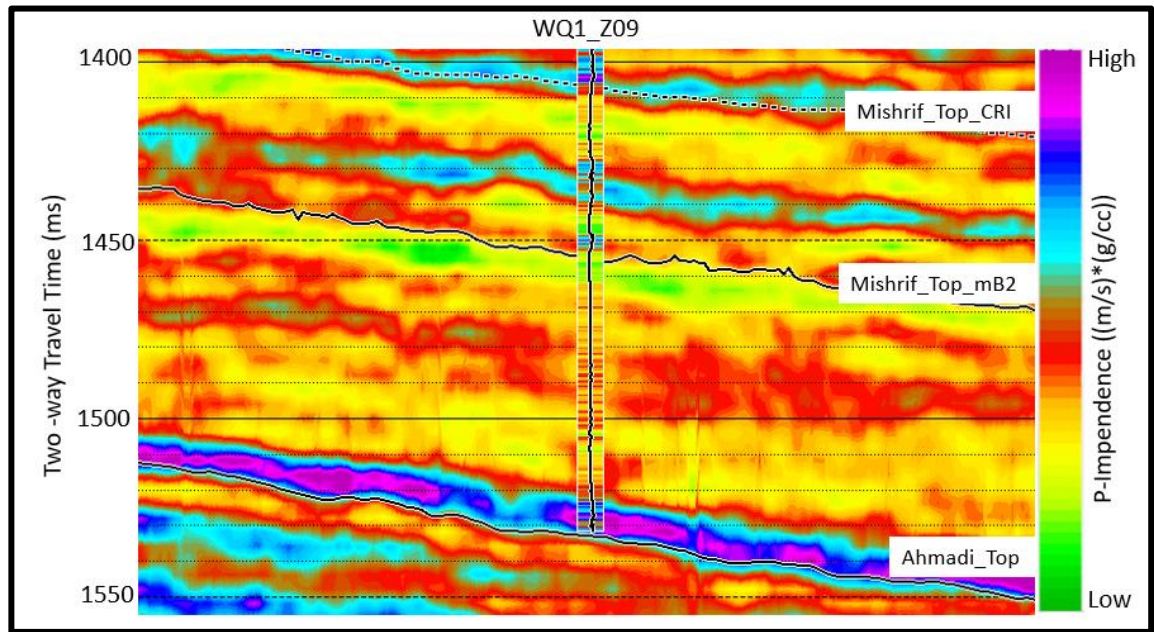 WQ1_Z09
1400
1450
1500
1550
Two -way Travel Time (ms)
Mishrif_Top_CRI
Mishrif_Top_mB2
Ahmadi_Top
High
P-Impendence ((m/s)*(g/cc))
Low